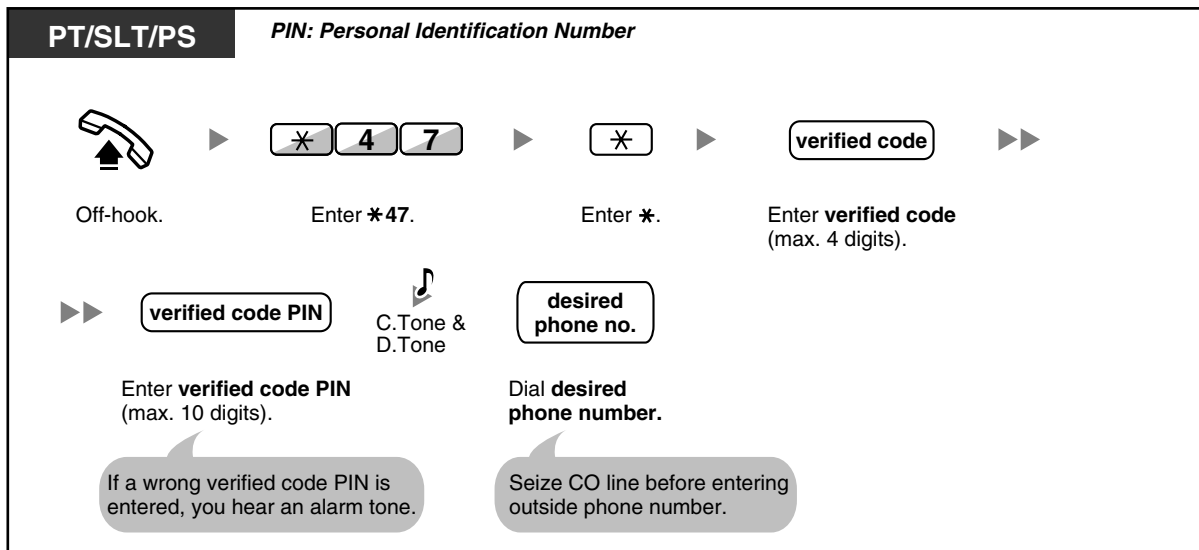 PT/SLT/PS
PIN: Personal Identification Number
* 4 7
*
verified code
Off-hook.
Enter *47.
Enter *.
Enter verified code
(max. 4 digits).
verified code PIN
C.Tone &
D.Tone
desired
phone no.
Enter verified code PIN
(max. 10 digits).
Dial desired
phone number.
If a wrong verified code PIN is
entered, you hear an alarm tone.
Seize CO line before entering
outside phone number.